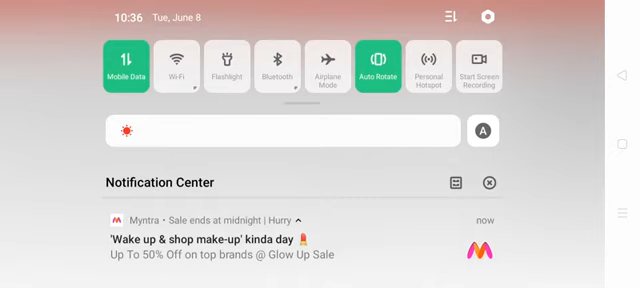 10:36 Tue, June 8
Mobile Data
Wi-Fi
Flashlight
Bluetooth
Airplane
Mode
Auto Rotate
Personal
Hotspot
Start Screen
Recording
A
Notification Center
Myntra • Sale ends at midnight | Hurry now
'Wake up & shop make-up' kinda day 💄
Up To 50% Off on top brands @ Glow Up Sale